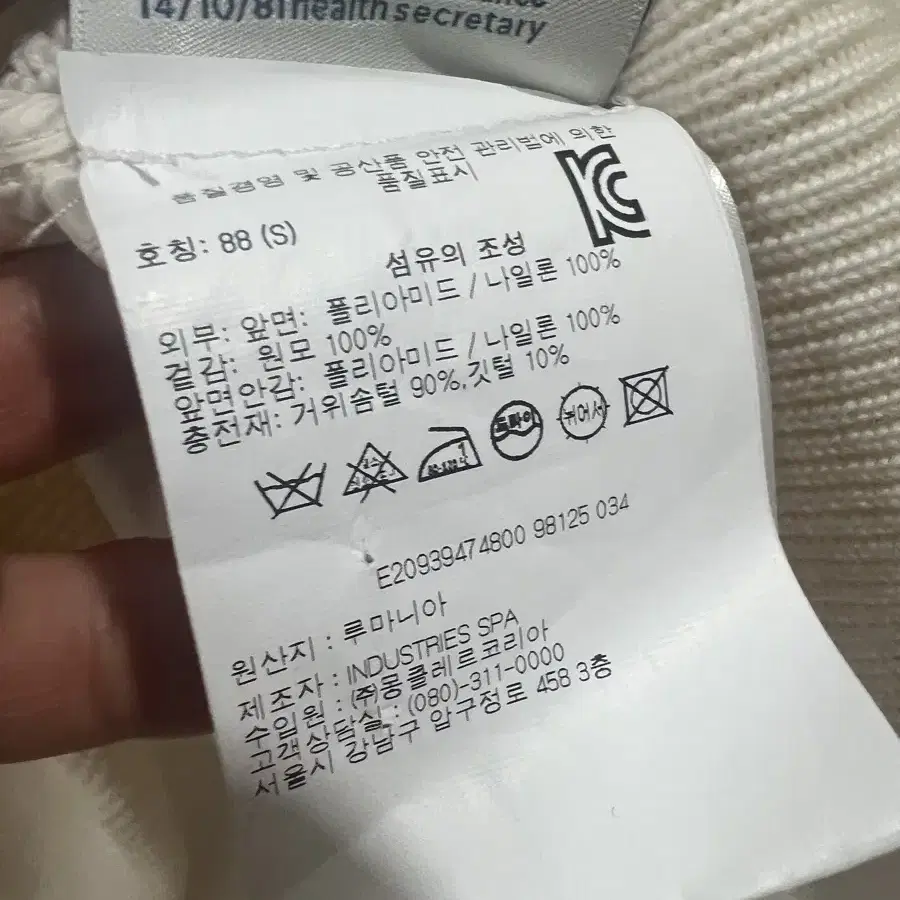 14/10/81 health secretary
품질경영 및 공산품 안전 관리법에 의한
품질표시
호칭: 88 (S)
섬유의 조성
외부: 앞면: 폴리아미드 / 나일론 100%
겉감: 원모 100%
앞면안감: 폴리아미드 / 나일론 100%
충전재: 거위솜털 90%, 깃털 10%
드라이
뉘어서
E20939474800 98125 034
원산지 : 루마니아
제조자 : INDUSTRIES SPA
수입원 : (주)몽클레르코리아
고객상담실 : (080)-311-0000
서울시 강남구 압구정로 458 3층